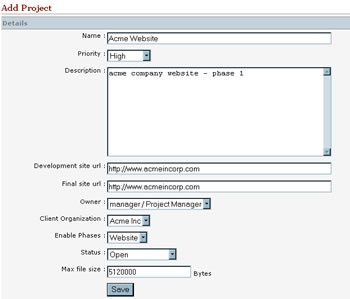 Add Project
Details
Name : Acme Website
Priority : High
Description : acme company website - phase 1
Development site url : http://www.acmeincorp.com
Final site url : http://www.acmeincorp.com
Owner : manager / Project Manager
Client Organization : Acme Inc
Enable Phases : Website
Status : Open
Max file size : 5120000 Bytes
Save